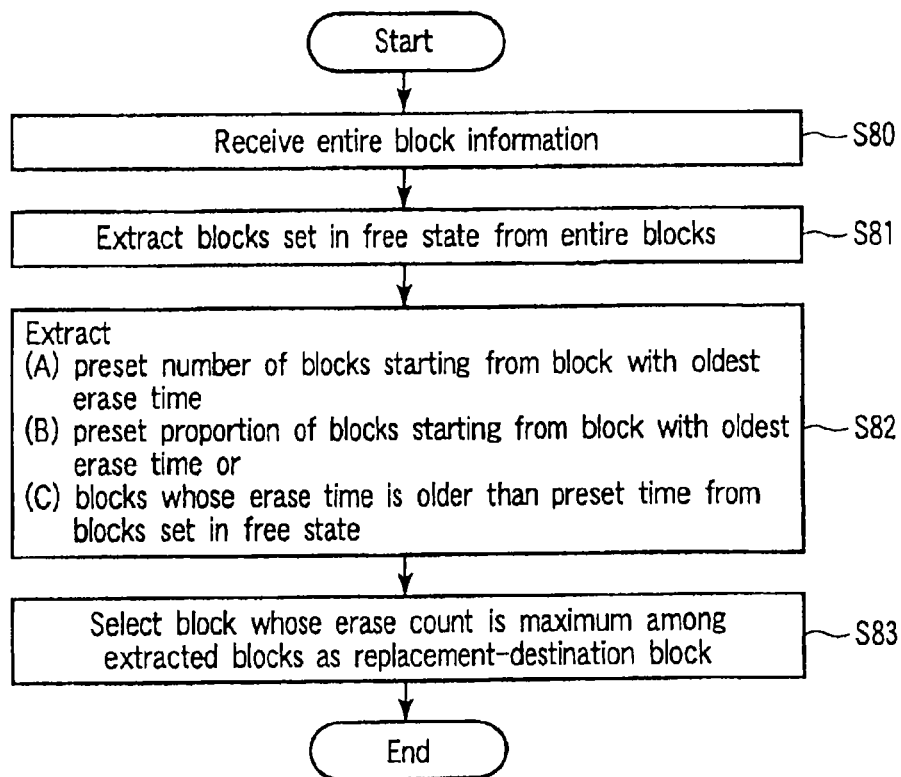 Start
Receive entire block information
S80
Extract blocks set in free state from entire blocks
S81
Extract
(A) preset number of blocks starting from block with oldest
erase time
(B) preset proportion of blocks starting from block with oldest
erase time or
(C) blocks whose erase time is older than preset time from
blocks set in free state
S82
Select block whose erase count is maximum among
extracted blocks as replacement-destination block
S83
End